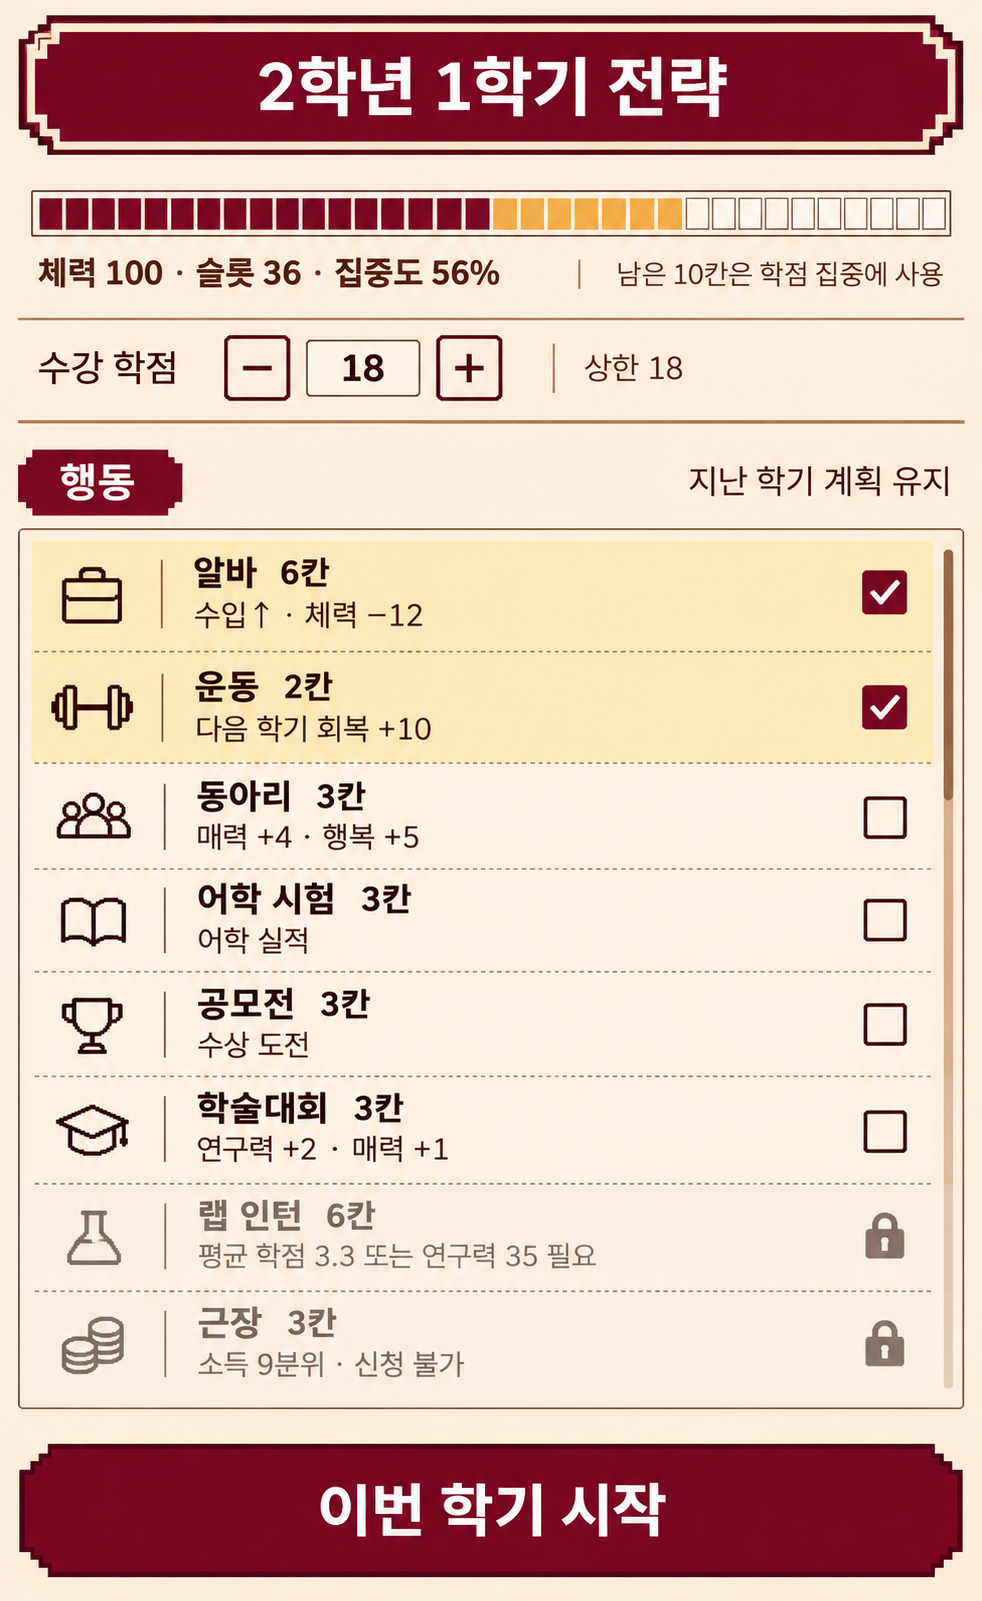 2학년 1학기 전략
체력 100 · 슬롯 36 · 집중도 56% | 남은 10칸은 학점 집중에 사용
수강 학점 − 18 + | 상한 18
행동 지난 학기 계획 유지
알바 6칸
수입↑ · 체력 −12
운동 2칸
다음 학기 회복 +10
동아리 3칸
매력 +4 · 행복 +5
어학 시험 3칸
어학 실적
공모전 3칸
수상 도전
학술대회 3칸
연구력 +2 · 매력 +1
랩 인턴 6칸
평균 학점 3.3 또는 연구력 35 필요
근장 3칸
소득 9분위 · 신청 불가
이번 학기 시작